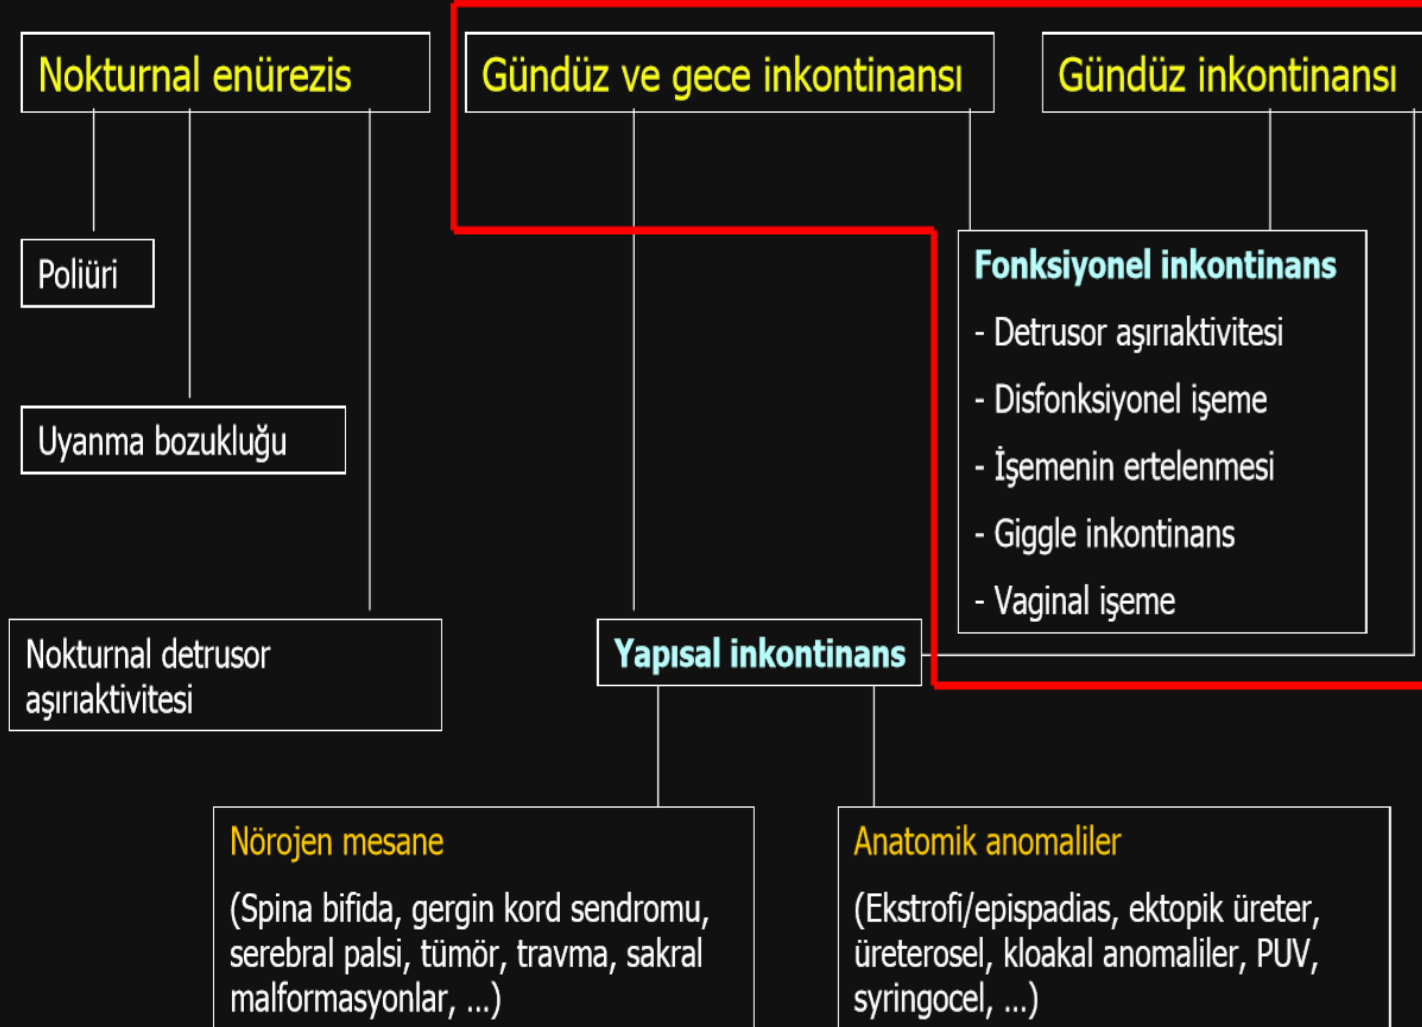 Nokturnal enürezis
Gündüz ve gece inkontinansı
Gündüz inkontinansı
Poliüri
Uyanma bozukluğu
Nokturnal detrusor
aşırıaktivitesi
Fonksiyonel inkontinans
- Detrusor aşırıaktivitesi
- Disfonksiyonel işeme
- İşemenin ertelenmesi
- Giggle inkontinans
- Vaginal işeme
Yapısal inkontinans
Nörojen mesane
(Spina bifida, gergin kord sendromu,
serebral palsi, tümör, travma, sakral
malformasyonlar, ...)
Anatomik anomaliler
(Ekstrofi/epispadias, ektopik üreter,
üreterosel, kloakal anomaliler, PUV,
syringocel, ...)